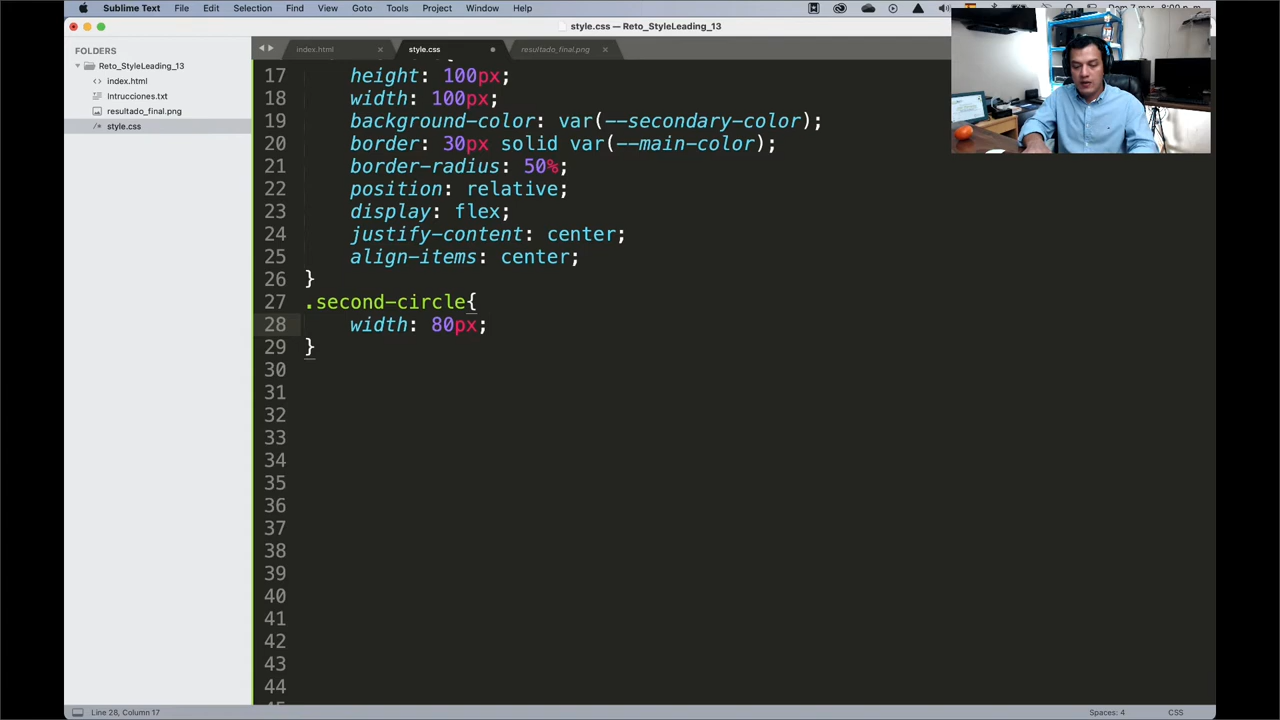 Sublime Text File Edit Selection Find View Goto Tools Project Window Help
style.css — Reto_StyleLeading_13
FOLDERS
Reto_StyleLeading_13
<> index.html
Intrucciones.txt
resultado_final.png
/* style.css
index.html × style.css resultado_final.png ×
17 height: 100px;
18 width: 100px;
19 background-color: var(--secondary-color);
20 border: 30px solid var(--main-color);
21 border-radius: 50%;
22 position: relative;
23 display: flex;
24 justify-content: center;
25 align-items: center;
26 }
27 .second-circle{
28 width: 80px;
29 }
30
31
32
33
34
35
36
37
38
39
40
41
42
43
44
Line 28, Column 17 Spaces: 4 CSS